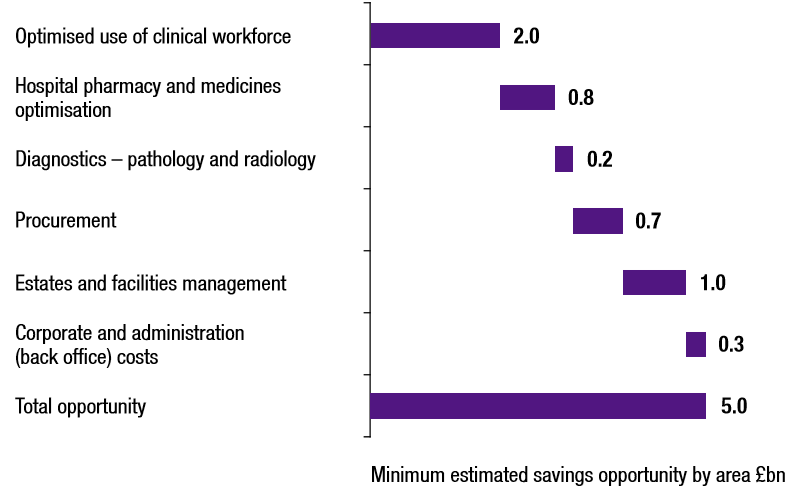 Optimised use of clinical workforce
2.0
Hospital pharmacy and medicines
optimisation
0.8
Diagnostics – pathology and radiology
0.2
Procurement
0.7
Estates and facilities management
1.0
Corporate and administration
(back office) costs
0.3
Total opportunity
5.0
Minimum estimated savings opportunity by area £bn